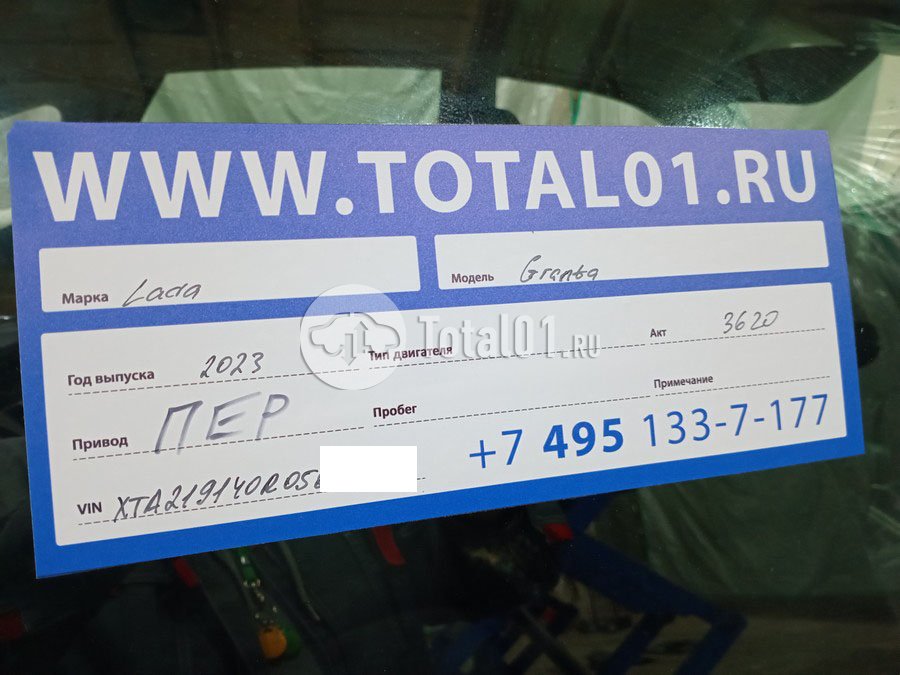 WWW.TOTAL01.RU
Марка Lada
Модель Granta
Total01.RU
Год выпуска 2023
Тип двигателя
Акт 3620
Привод ПЕР
Пробег
Примечание
+7 495 133-7-177
VIN XTA219140R056